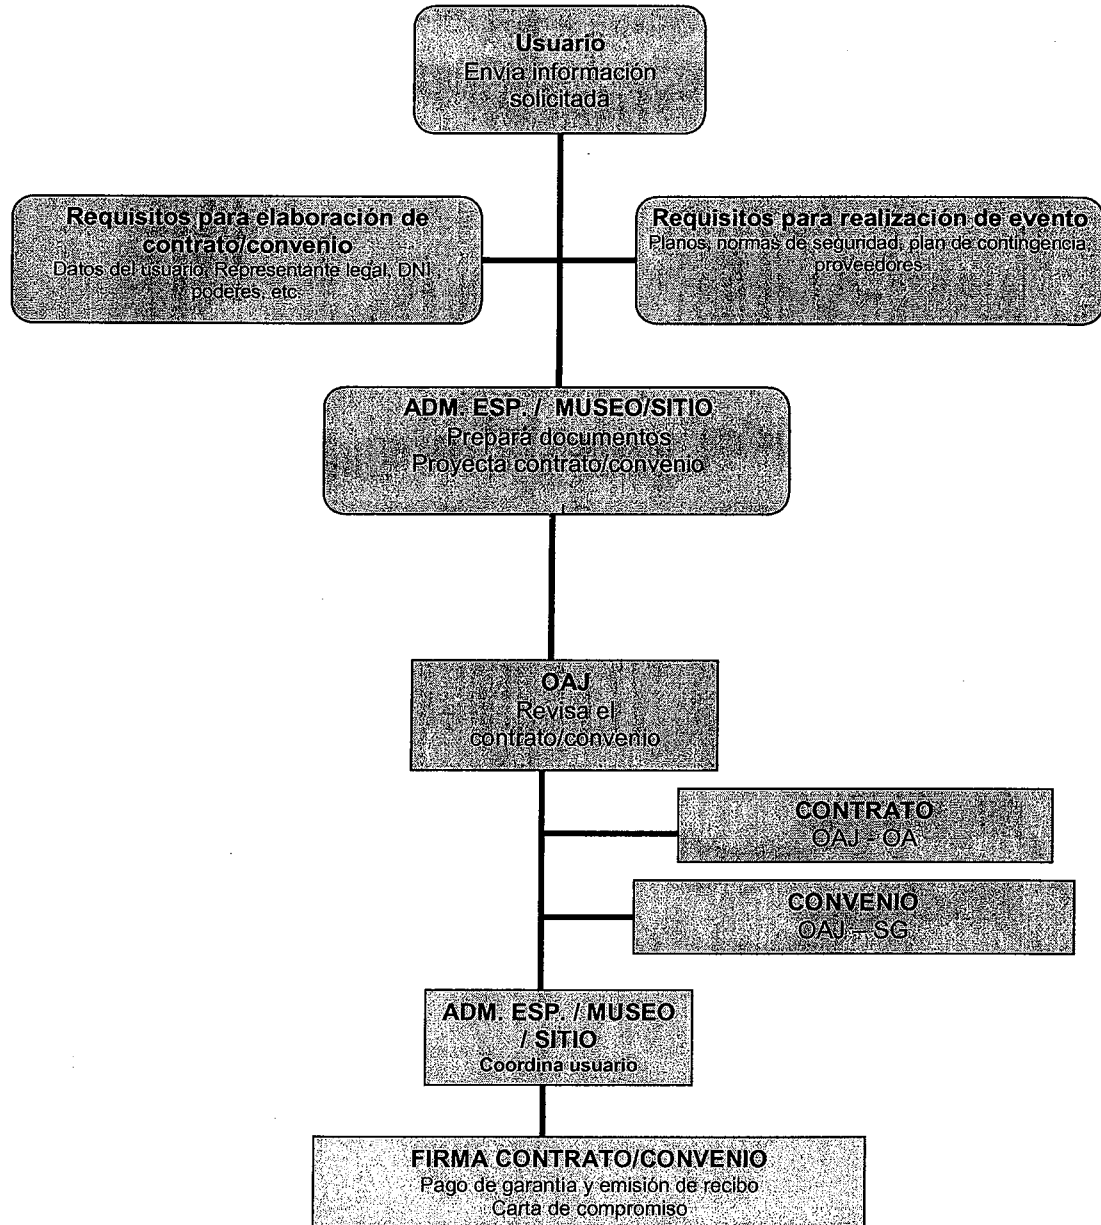 Usuario
Envía información
solicitada
Requisitos para elaboración de
contrato/convenio
Datos del usuario, Representante legal, DNI,
poderes, etc.
Requisitos para realización de evento
Planos, normas de seguridad, plan de contingencia,
proveedores
ADM. ESP. / MUSEO/SITIO
Prepara documentos
Proyecta contrato/convenio
OAJ
Revisa el
contrato/convenio
CONTRATO
OAJ - OA
CONVENIO
OAJ – SG
ADM. ESP. / MUSEO
/ SITIO
Coordina usuario
FIRMA CONTRATO/CONVENIO
Pago de garantía y emisión de recibo
Carta de compromiso